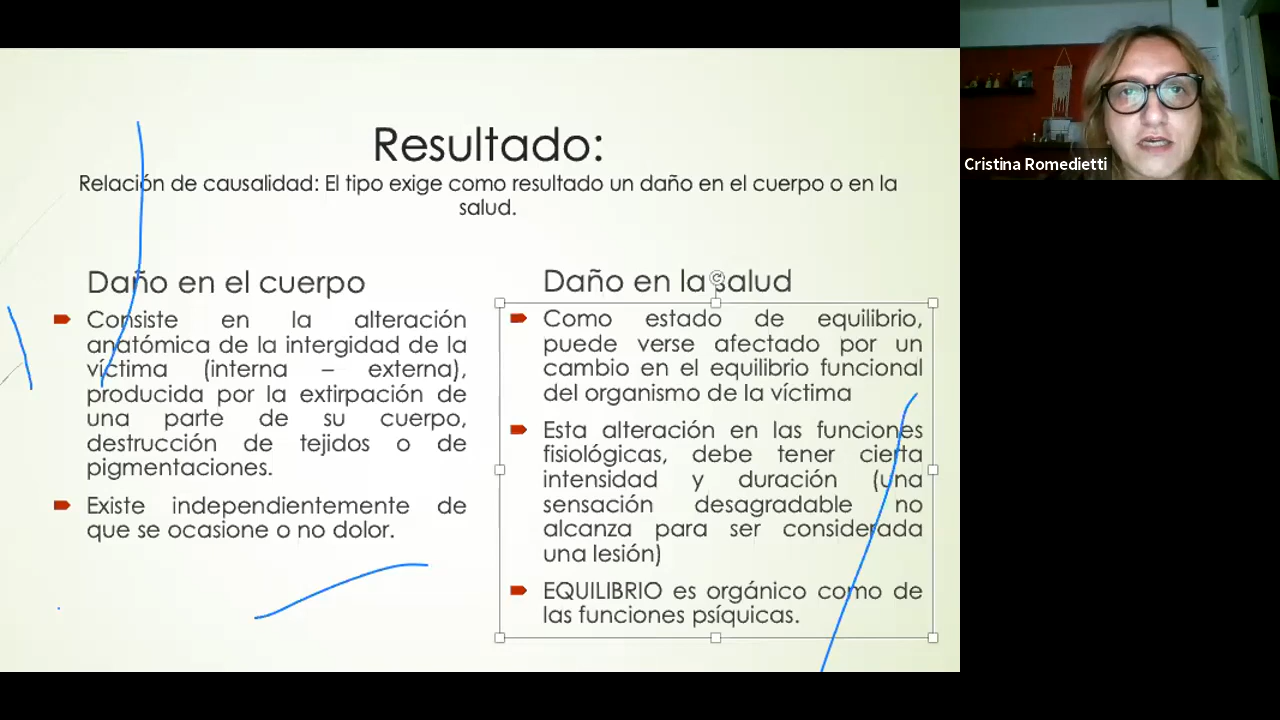 Resultado:
Relación de causalidad: El tipo exige como resultado un daño en el cuerpo o en la
salud.
Daño en el cuerpo
Consiste en la alteración
anatómica de la intergidad de la
víctima (interna – externa),
producida por la extirpación de
una parte de su cuerpo,
destrucción de tejidos o de
pigmentaciones.
Existe independientemente de
que se ocasione o no dolor.
Daño en la salud
Como estado de equilibrio,
puede verse afectado por un
cambio en el equilibrio funcional
del organismo de la víctima
Esta alteración en las funciones
fisiológicas, debe tener cierta
intensidad y duración (una
sensación desagradable no
alcanza para ser considerada
una lesión)
EQUILIBRIO es orgánico como de
las funciones psíquicas.
Cristina Romedietti